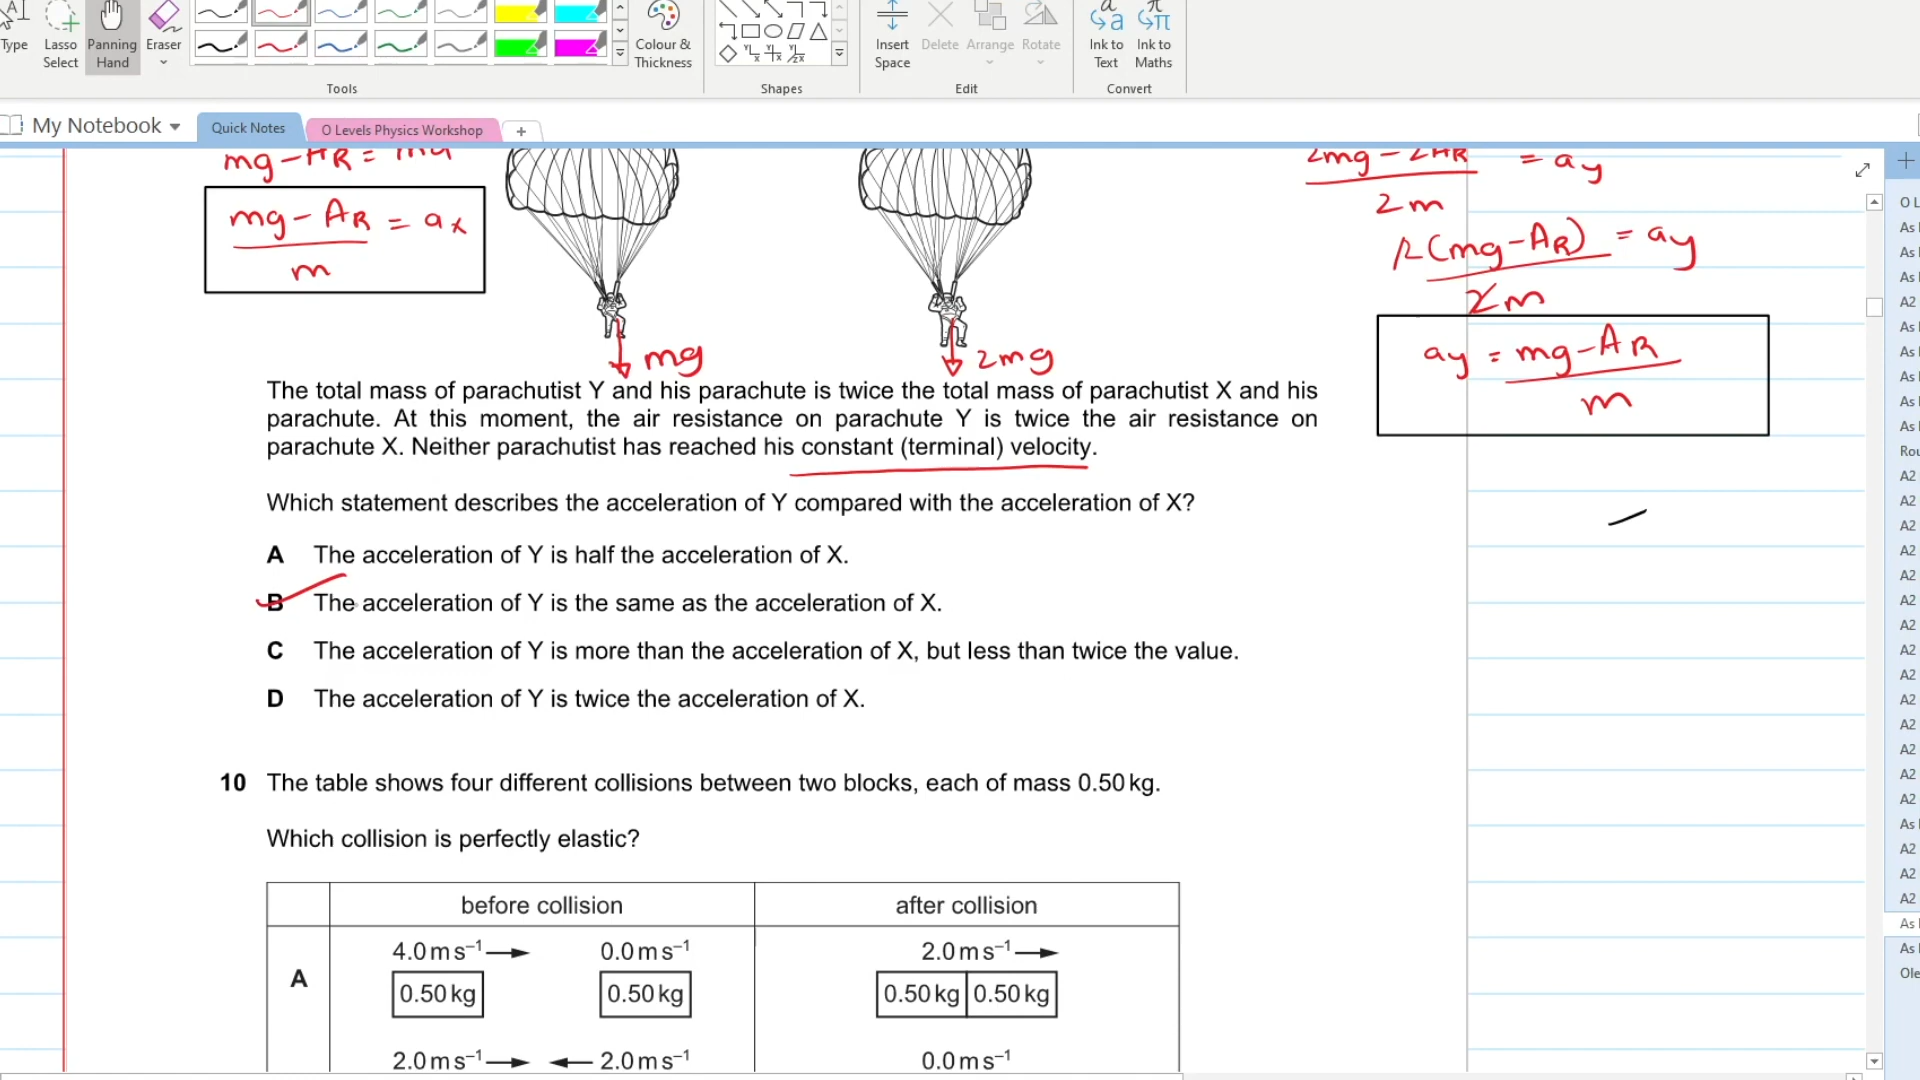 Type
Lasso Select
Panning Hand
Eraser
Colour & Thickness
Insert Space
Delete
Arrange
Rotate
Ink to Text
Ink to Maths
Tools
Shapes
Edit
Convert
My Notebook
Quick Notes
O Levels Physics Workshop
+
mg - AR = ma
mg - AR = ax
m
2mg - 2AR = ay
2m
2(mg - AR) = ay
2m
ay = mg - AR
m
mg
2mg
The total mass of parachutist Y and his parachute is twice the total mass of parachutist X and his
parachute. At this moment, the air resistance on parachute Y is twice the air resistance on
parachute X. Neither parachutist has reached his constant (terminal) velocity.
Which statement describes the acceleration of Y compared with the acceleration of X?
A The acceleration of Y is half the acceleration of X.
B The acceleration of Y is the same as the acceleration of X.
C The acceleration of Y is more than the acceleration of X, but less than twice the value.
D The acceleration of Y is twice the acceleration of X.
10 The table shows four different collisions between two blocks, each of mass 0.50 kg.
Which collision is perfectly elastic?
before collision after collision
4.0 m s⁻¹ 0.0 m s⁻¹ 2.0 m s⁻¹
A 0.50 kg 0.50 kg 0.50 kg 0.50 kg
2.0 m s⁻¹ 2.0 m s⁻¹ 0.0 m s⁻¹